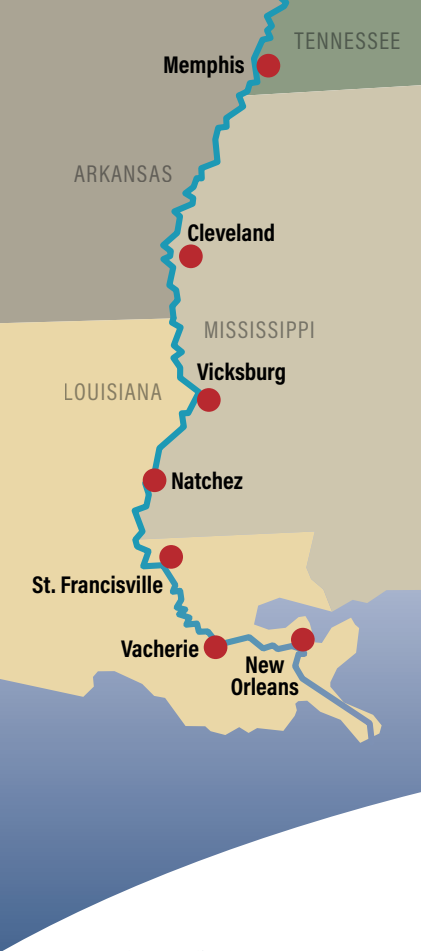 TENNESSEE
Memphis
ARKANSAS
Cleveland
MISSISSIPPI
Vicksburg
LOUISIANA
Natchez
St. Francisville
Vacherie
New
Orleans